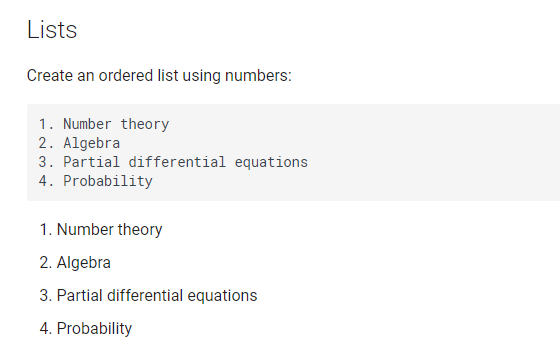 Lists
Create an ordered list using numbers:
1. Number theory
2. Algebra
3. Partial differential equations
4. Probability
1. Number theory
2. Algebra
3. Partial differential equations
4. Probability